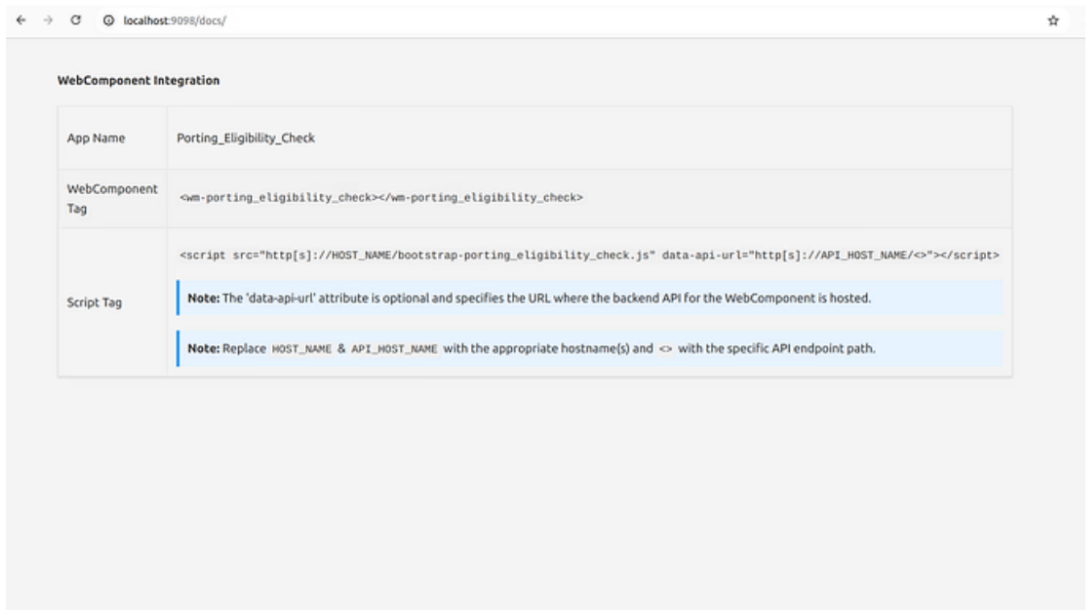 localhost:9098/docs/
WebComponent Integration
App Name
Porting_Eligibility_Check
WebComponent
Tag
<wm-porting_eligibility_check></wm-porting_eligibility_check>
Script Tag
<script src="http[s]://HOST_NAME/bootstrap-porting_eligibility_check.js" data-api-url="http[s]://API_HOST_NAME/<>"></script>
Note: The 'data-api-url' attribute is optional and specifies the URL where the backend API for the WebComponent is hosted.
Note: Replace HOST_NAME & API_HOST_NAME with the appropriate hostname(s) and <> with the specific API endpoint path.